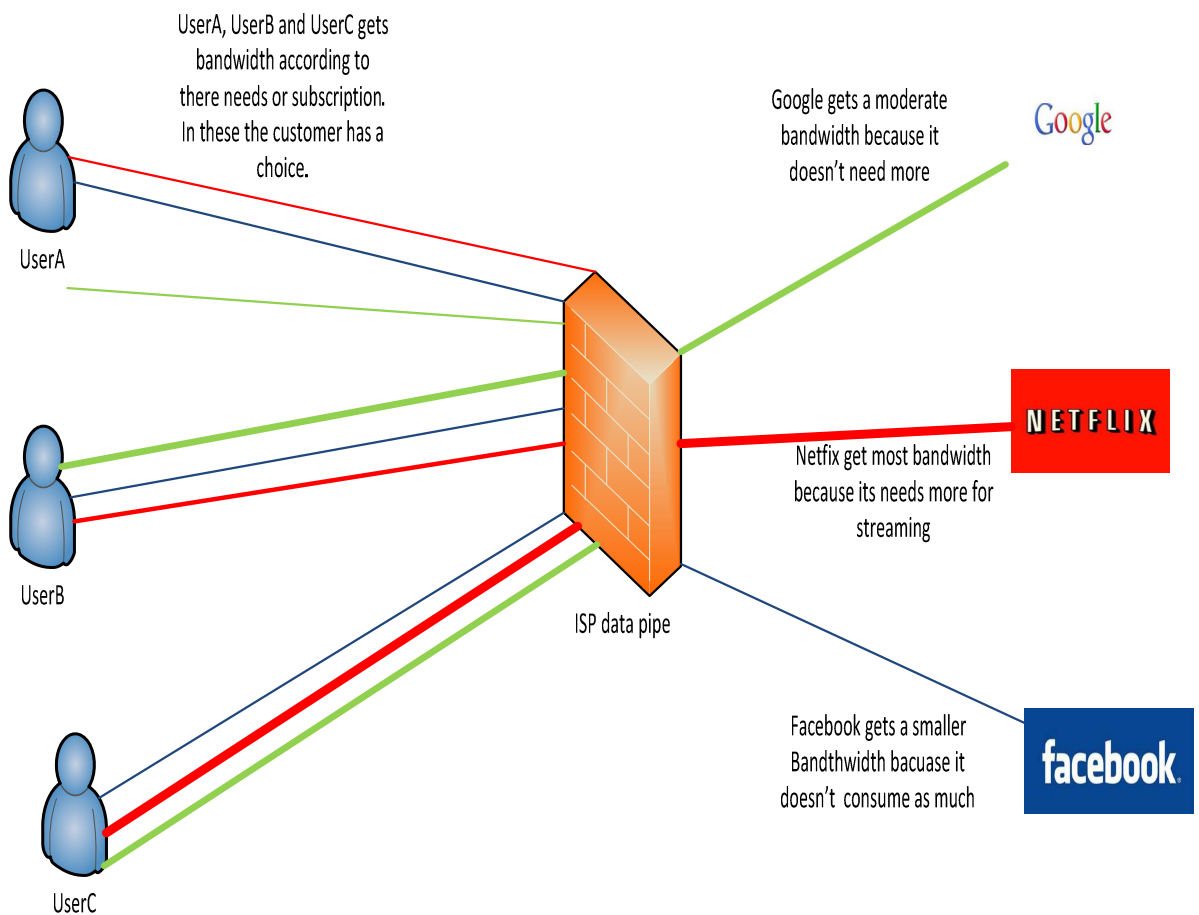 UserA, UserB and UserC gets
bandwidth according to
there needs or subscription.
In these the customer has a
choice.
Google gets a moderate
bandwidth because it
doesn't need more
Google
UserA
NETFLIX
Netfix get most bandwidth
because its needs more for
streaming
UserB
ISP data pipe
Facebook gets a smaller
Bandthwidth bacuase it
doesn't consume as much
facebook.
UserC